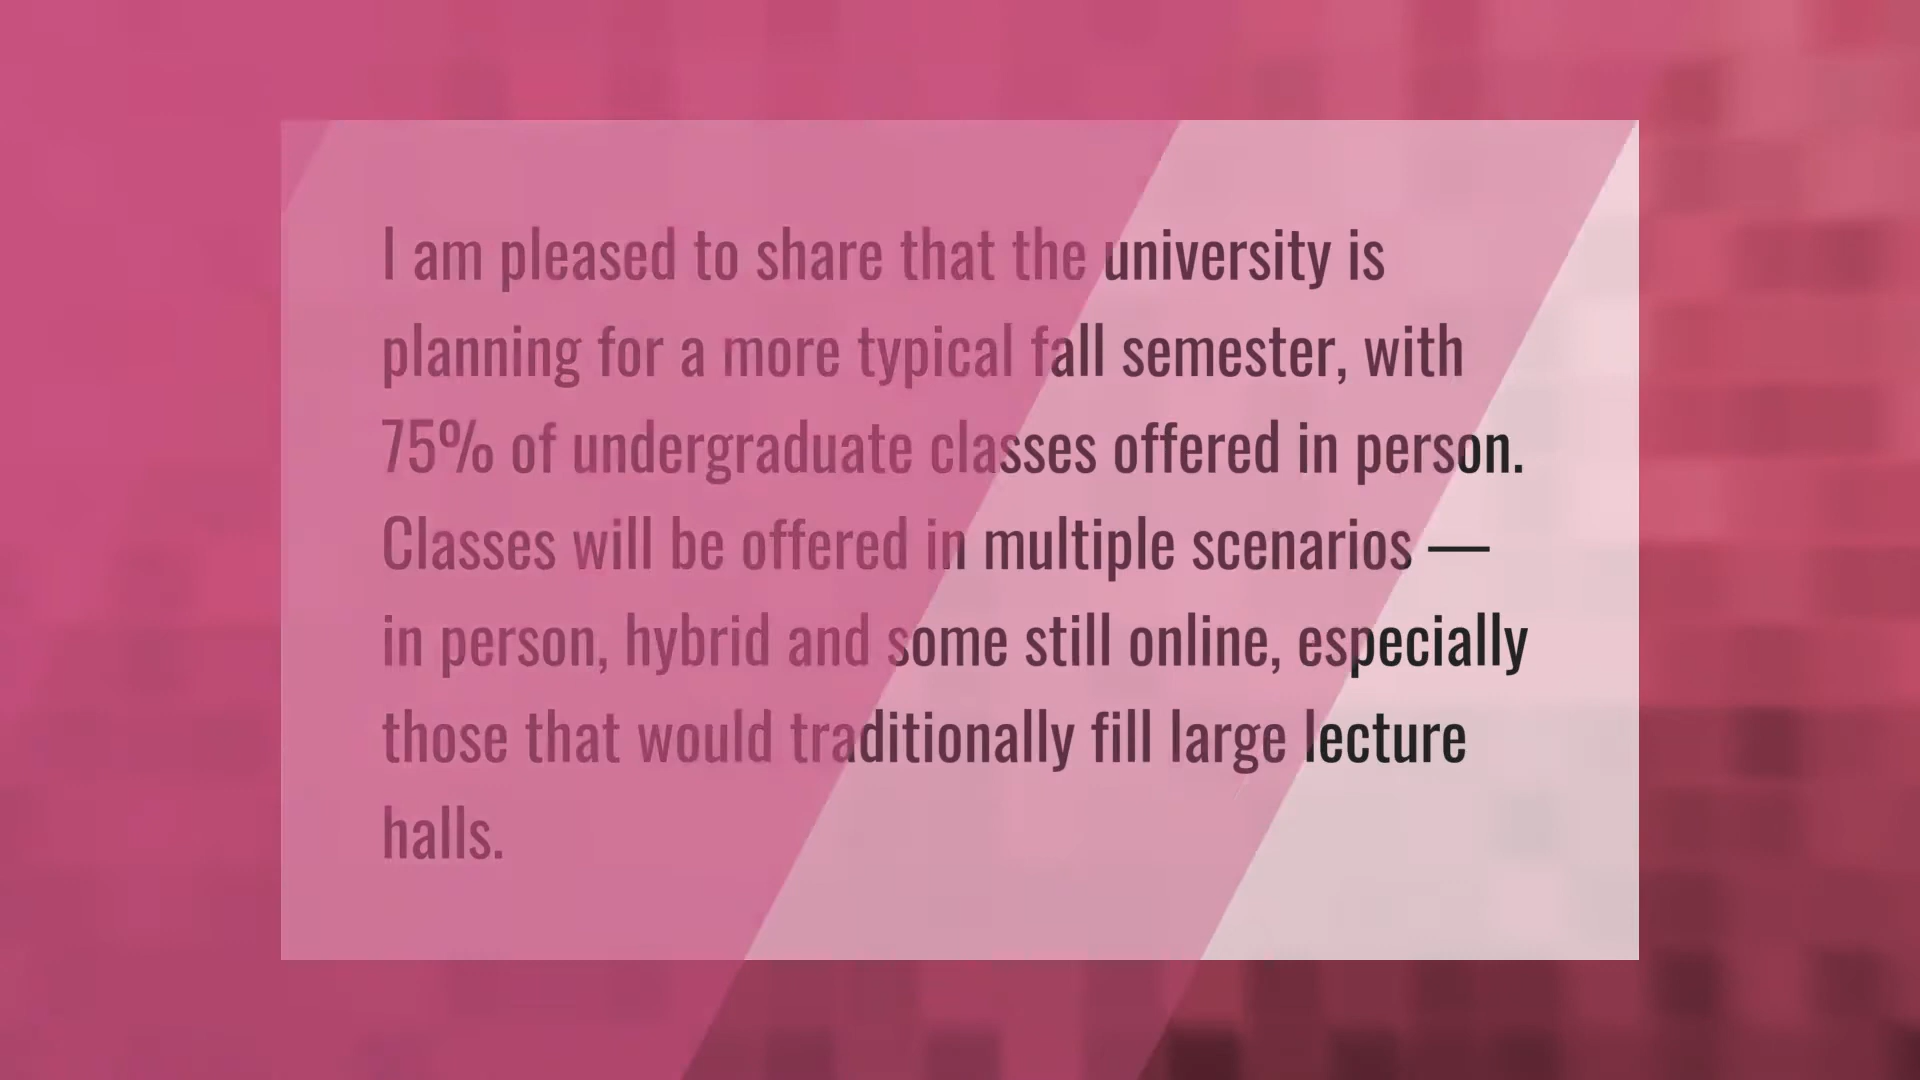 I am pleased to share that the university is
planning for a more typical fall semester, with
75% of undergraduate classes offered in person.
Classes will be offered in multiple scenarios —
in person, hybrid and some still online, especially
those that would traditionally fill large lecture
halls.